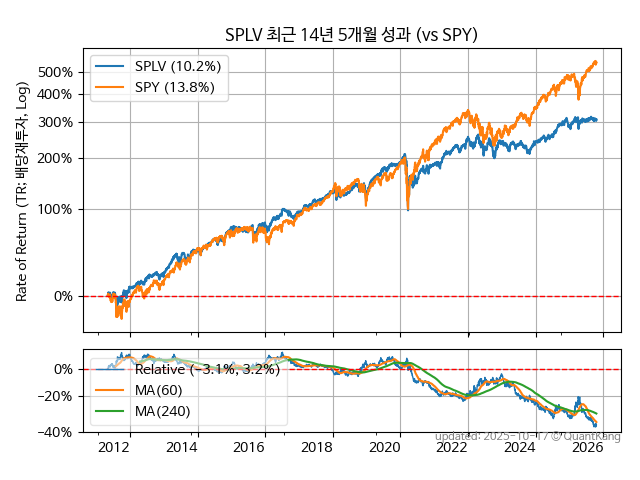 SPLV 최근 14년 5개월 성과 (vs SPY)
Rate of Return (TR: 배당재투자, Log)
500%
400%
300%
200%
100%
0%
SPLV (10.2%)
SPY (13.8%)
0%
−20%
−40%
Relative (−3.1%, 3.2%)
MA(60)
MA(240)
2012 2014 2016 2018 2020 2022 2024 2026
updated: 2025-10-17 © QuantKang